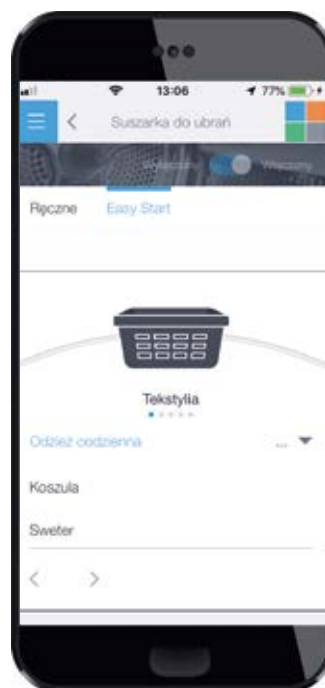 13:06 77%
Suszarka do ubrań
Ręczne Easy Start
Tekstylia
Odzież codzienna ...
Koszula
Sweter